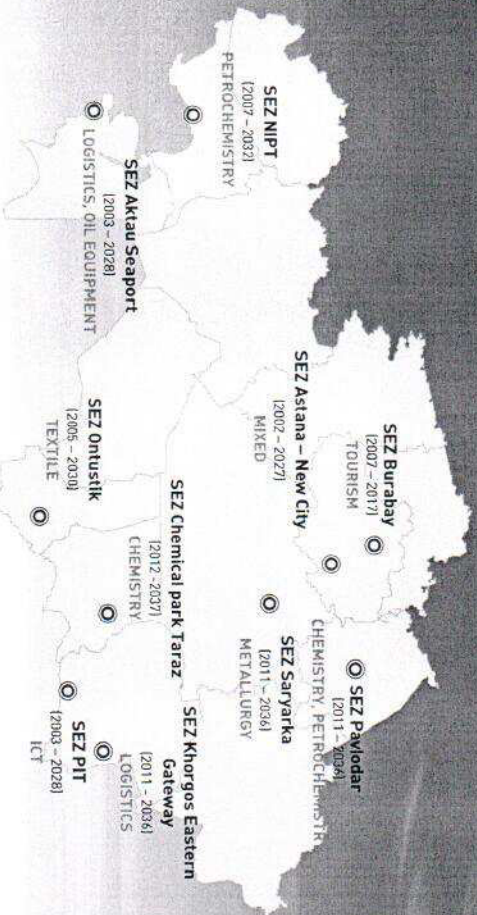 SEZ NIPT
(2007 – 2032)
PETROCHEMISTRY
SEZ Aktau Seaport
(2003 – 2028)
LOGISTICS, OIL EQUIPMENT
SEZ Burabay
(2007 – 2017)
TOURISM
SEZ Astana – New City
(2002 – 2027)
MIXED
SEZ Pavlodar
(2011 – 2036)
CHEMISTRY, PETROCHEMISTR
SEZ Saryarka
(2011 – 2036)
METALLURGY
SEZ Ontustik
(2005 – 2030)
TEXTILE
SEZ Chemical park Taraz
(2012 - 2037)
CHEMISTRY
SEZ Khorgos Eastern
Gateway
(2011 - 2036)
LOGISTICS
SEZ PIT
(2003 – 2028)
ICT